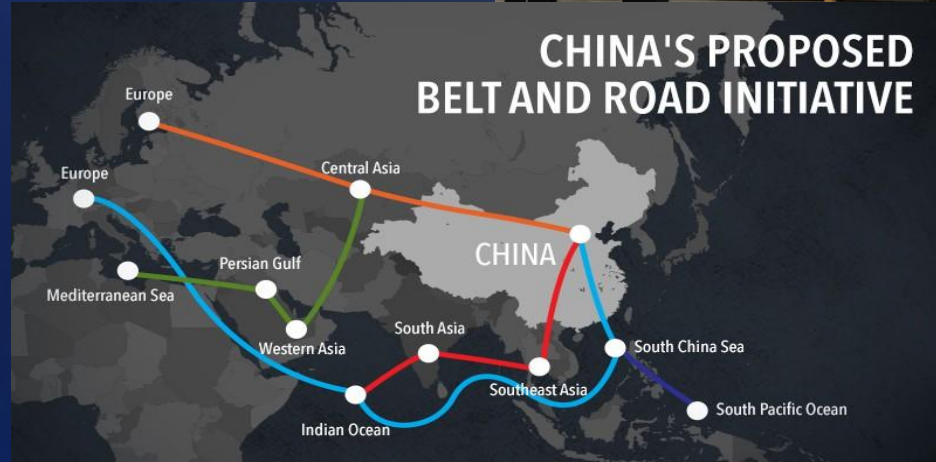 CHINA'S PROPOSED
BELT AND ROAD INITIATIVE
Europe
Europe
Central Asia
CHINA
Persian Gulf
Mediterranean Sea
Western Asia
South Asia
South China Sea
Southeast Asia
Indian Ocean
South Pacific Ocean